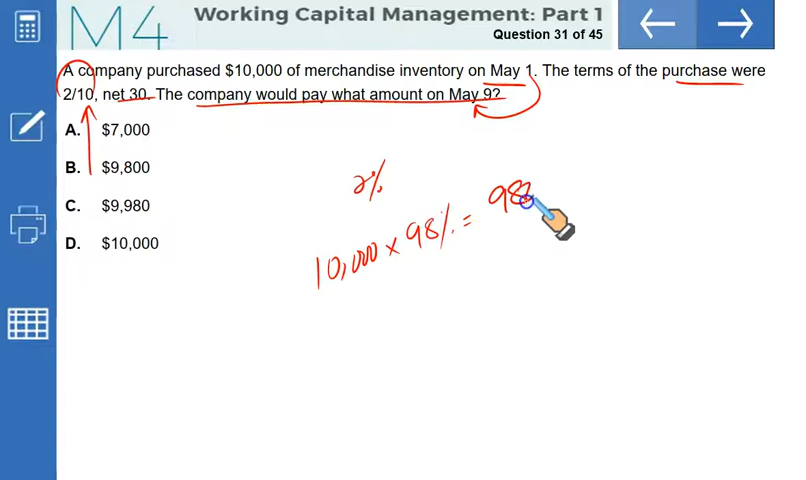 M4
Working Capital Management: Part 1
Question 31 of 45
A company purchased $10,000 of merchandise inventory on May 1. The terms of the purchase were
2/10, net 30. The company would pay what amount on May 9?
A. $7,000
B. $9,800
C. $9,980
D. $10,000
2%
10,000 x 98% = 98